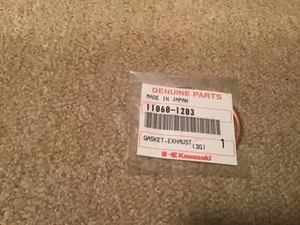 GENUINE PARTS
MADE IN JAPAN
11060-1203
GASKET,EXHAUST
(3G) 1
Kawasaki